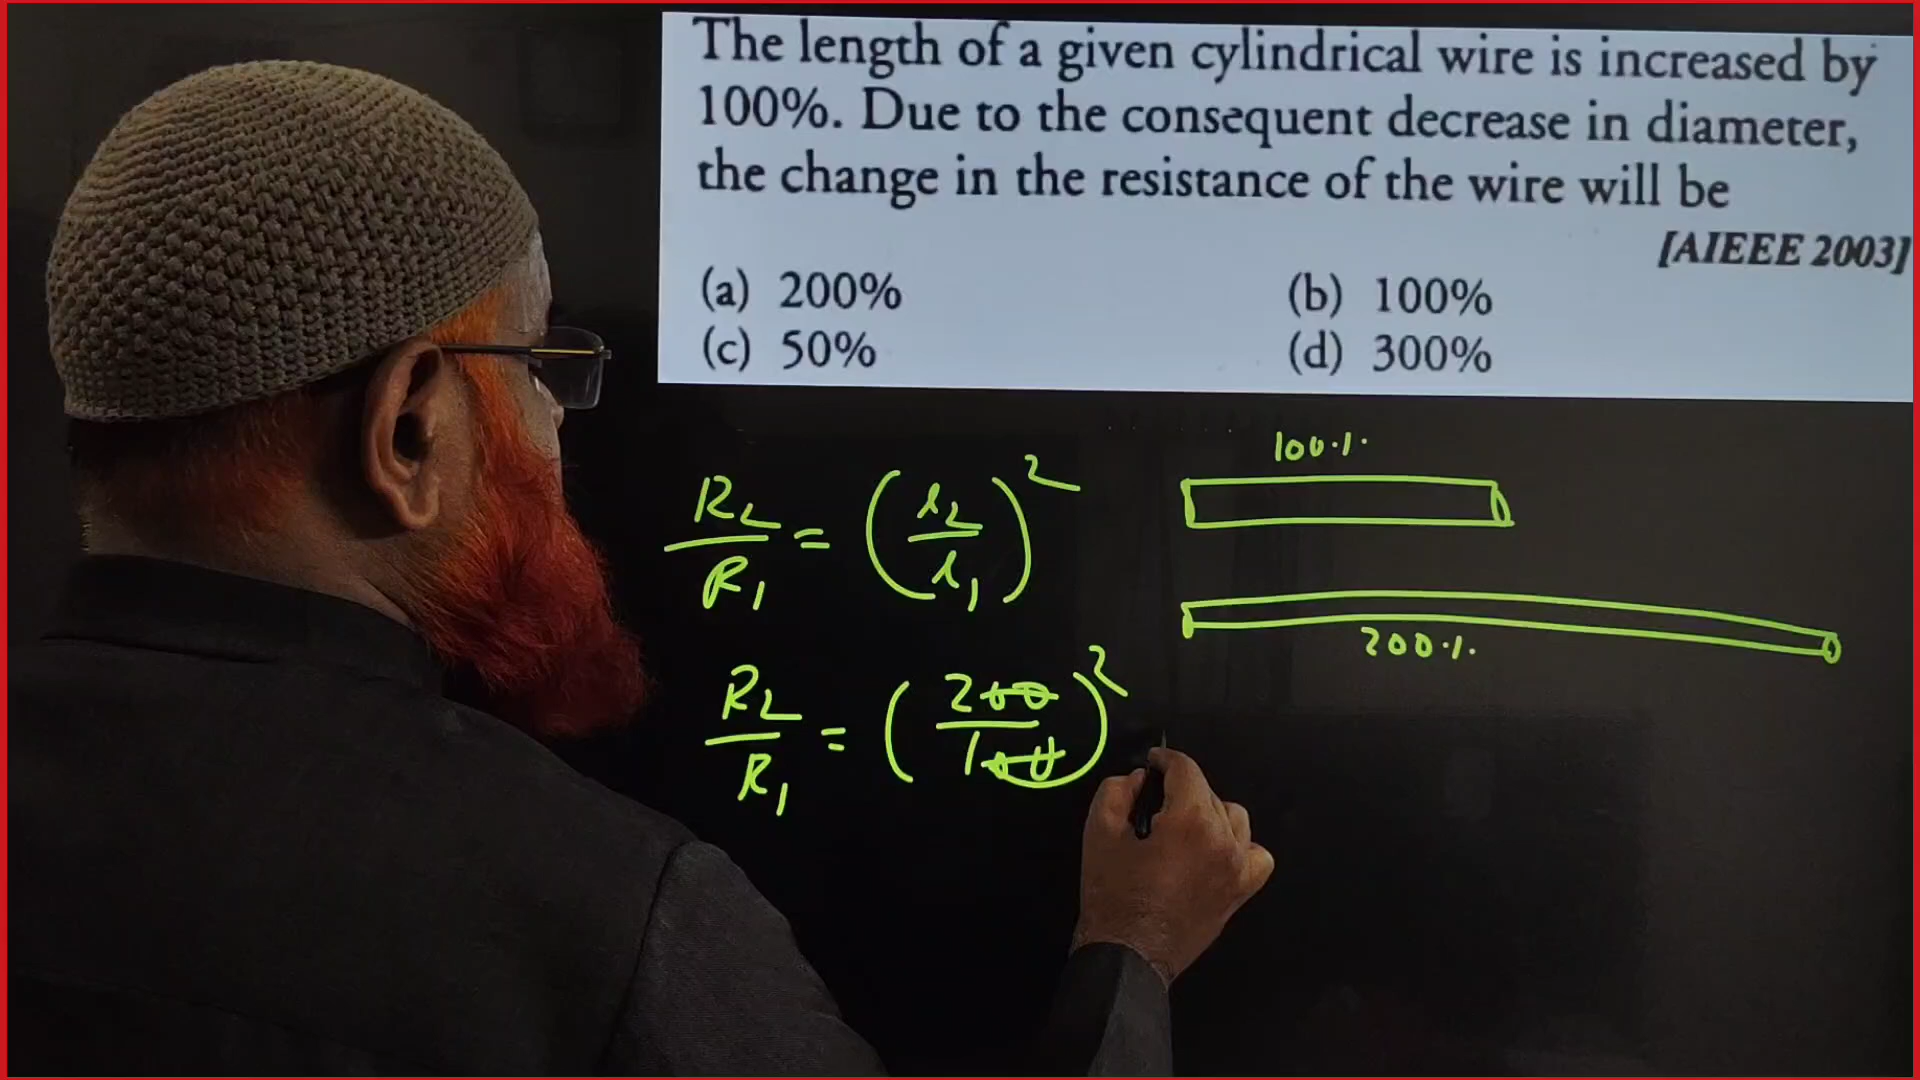 The length of a given cylindrical wire is increased by
100%. Due to the consequent decrease in diameter,
the change in the resistance of the wire will be
[AIEEE 2003]
(a) 200% (b) 100%
(c) 50% (d) 300%
100%
R2/R1 = (l2/l1)^2
200%
R2/R1 = (200/100)^2